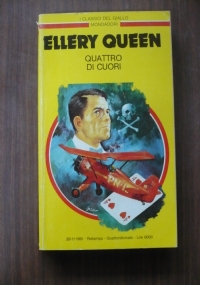 I CLASSICI DEL GIALLO
MONDADORI
ELLERY QUEEN
QUATTRO
DI CUORI